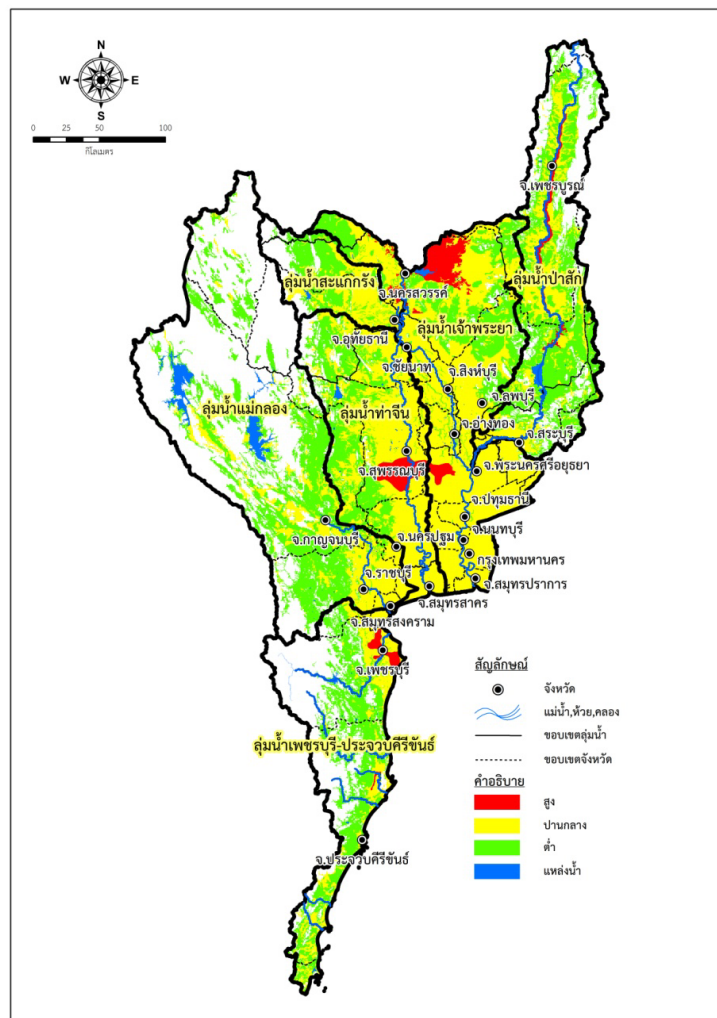 N
W
E
S
0 25 50 100
กิโลเมตร
จ.เพชรบูรณ์
ลุ่มน้ำสะแกกรัง
ลุ่มน้ำป่าสัก
จ.นครสวรรค์
ลุ่มน้ำเจ้าพระยา
จ.อุทัยธานี
จ.ชัยนาท
จ.สิงห์บุรี
ลุ่มน้ำแม่กลอง
ลุ่มน้ำท่าจีน
จ.ลพบุรี
จ.อ่างทอง
จ.สระบุรี
จ.สุพรรณบุรี
จ.พระนครศรีอยุธยา
จ.ปทุมธานี
จ.กาญจนบุรี
จ.นครปฐม
จ.นนทบุรี
กรุงเทพมหานคร
จ.ราชบุรี
จ.สมุทรปราการ
จ.สมุทรสาคร
จ.สมุทรสงคราม
จ.เพชรบุรี
ลุ่มน้ำเพชรบุรี-ประจวบคีรีขันธ์
จ.ประจวบคีรีขันธ์
สัญลักษณ์
จังหวัด
แม่น้ำ,ห้วย,คลอง
ขอบเขตลุ่มน้ำ
ขอบเขตจังหวัด
คำอธิบาย
สูง
ปานกลาง
ต่ำ
แหล่งน้ำ